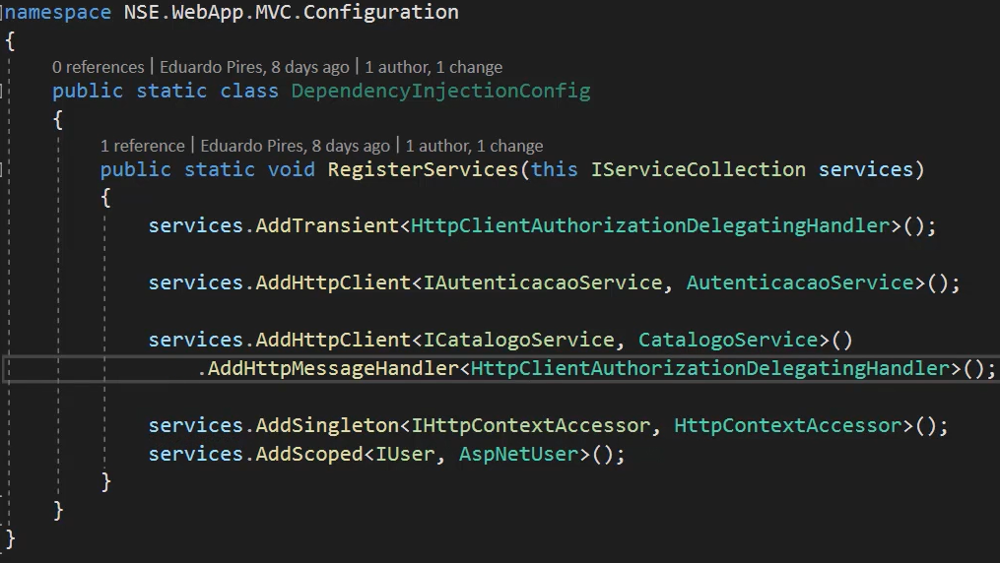 namespace NSE.WebApp.MVC.Configuration
{
0 references | Eduardo Pires, 8 days ago | 1 author, 1 change
public static class DependencyInjectionConfig
{
1 reference | Eduardo Pires, 8 days ago | 1 author, 1 change
public static void RegisterServices(this IServiceCollection services)
{
services.AddTransient<HttpClientAuthorizationDelegatingHandler>();
services.AddHttpClient<IAutenticacaoService, AutenticacaoService>();
services.AddHttpClient<ICatalogoService, CatalogoService>()
.AddHttpMessageHandler<HttpClientAuthorizationDelegatingHandler>();
services.AddSingleton<IHttpContextAccessor, HttpContextAccessor>();
services.AddScoped<IUser, AspNetUser>();
}
}
}